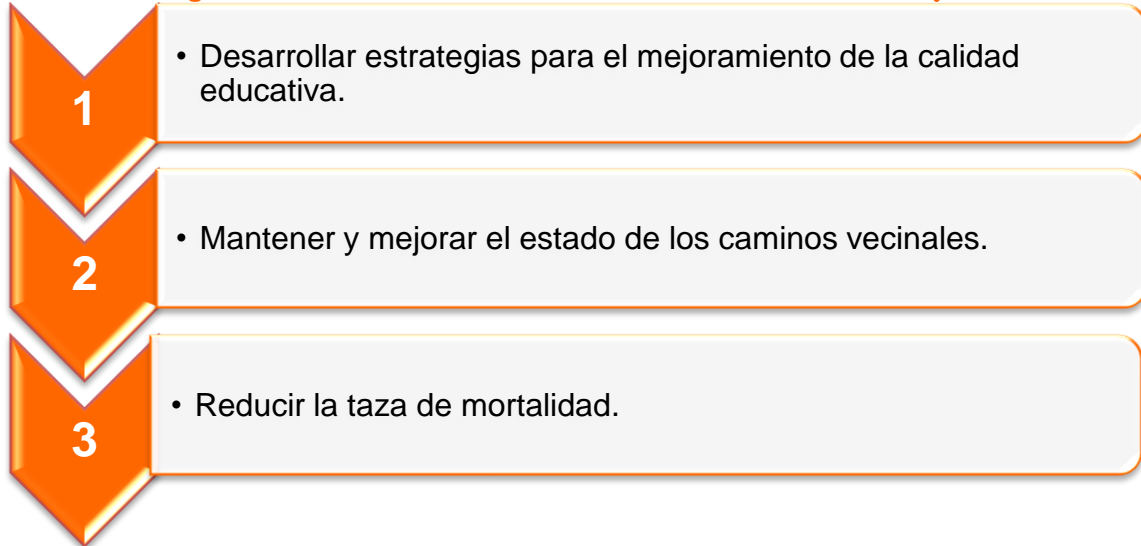 1
• Desarrollar estrategias para el mejoramiento de la calidad
educativa.
2
• Mantener y mejorar el estado de los caminos vecinales.
3
• Reducir la taza de mortalidad.